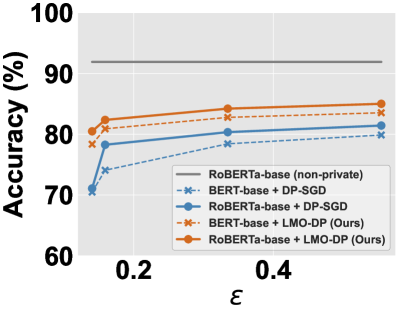 100
90
80
70
60
Accuracy (%)
RoBERTa-base (non-private)
BERT-base + DP-SGD
RoBERTa-base + DP-SGD
BERT-base + LMO-DP (Ours)
RoBERTa-base + LMO-DP (Ours)
0.2 0.4
ε